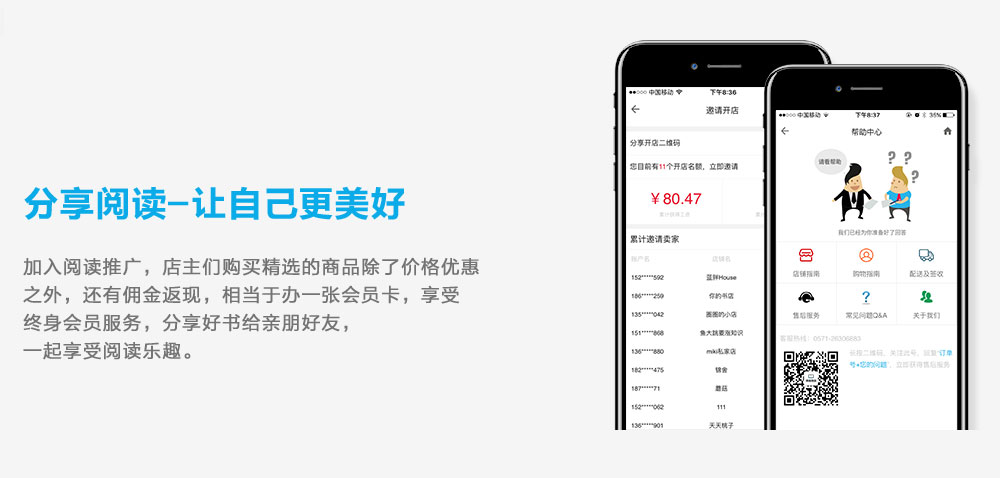 分享阅读-让自己更美好
加入阅读推广，店主们购买精选的商品除了价格优惠
之外，还有佣金返现，相当于办一张会员卡，享受
终身会员服务，分享好书给亲朋好友，
一起享受阅读乐趣。
中国移动 下午8:36
邀请开店
分享开店二维码
您目前有11个开店名额，立即邀请
￥80.47
累计获得工资
累计邀请卖家
账户名 店铺名
152****592 蓝胖House
186****259 你的书店
135****042 圈圈的小店
151****868 鱼大跳要涨知识
136****880 miki私家店
182****475 锦舍
187****71 蘑菇
152****062 111
136****901 天天桃子
中国移动 下午8:37 35%
帮助中心
请看帮助
? ? ?
我们已经为你准备好了回答
店铺指南 购物指南 配送及签收
售后服务 常见问题Q&A 关于我们
客服热线：0571-28306883
长按二维码，关注选号，回复“订单
号+您的问题”，立即获得售后服务